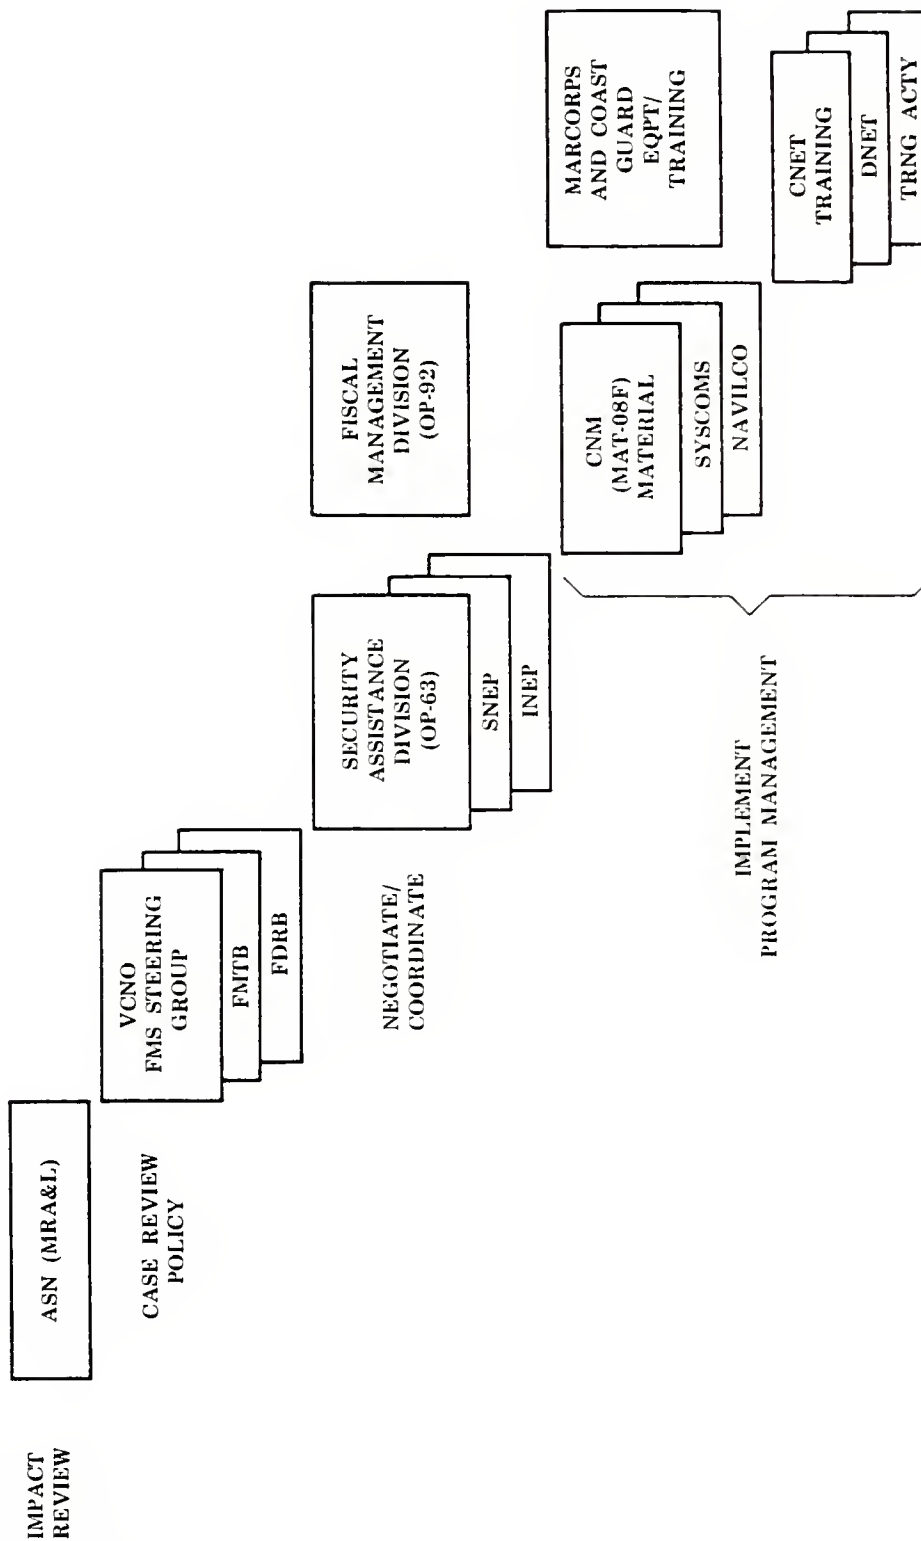 IMPACT
REVIEW
ASN (MRA&L)
CASE REVIEW
POLICY
VCNO
FMS STEERING
GROUP
FMTB
FDRB
NEGOTIATE/
COORDINATE
SECURITY
ASSISTANCE
DIVISION
(OP-63)
SNEP
INEP
FISCAL
MANAGEMENT
DIVISION
(OP-92)
IMPLEMENT
PROGRAM MANAGEMENT
CNM
(MAT-08F)
MATERIAL
SYSCOMS
NAVILCO
MARCORPS
AND COAST
GUARD
EQPT/
TRAINING
CNET
TRAINING
DNET
TRNG ACTY